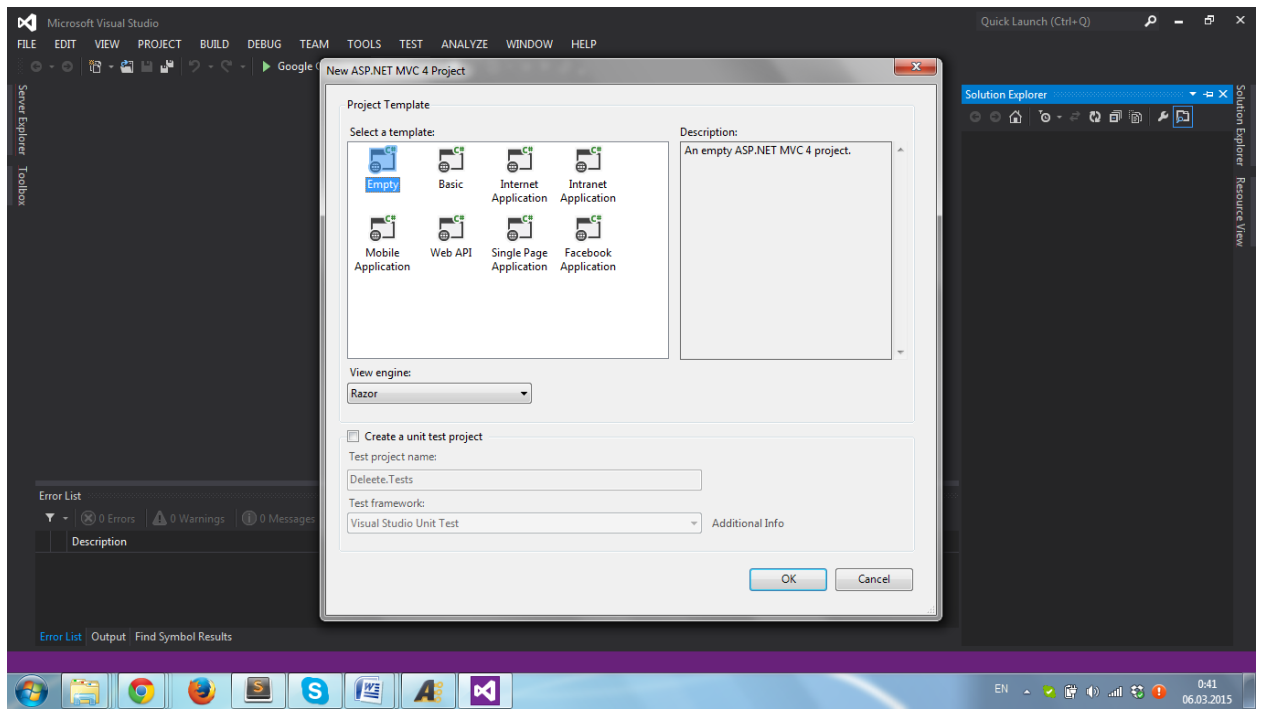 Microsoft Visual Studio
Quick Launch (Ctrl+Q)
FILE EDIT VIEW PROJECT BUILD DEBUG TEAM TOOLS TEST ANALYZE WINDOW HELP
Google
New ASP.NET MVC 4 Project
Server Explorer
Toolbox
Project Template
Select a template:
Empty
Basic
Internet Application
Intranet Application
Mobile Application
Web API
Single Page Application
Facebook Application
Description:
An empty ASP.NET MVC 4 project.
View engine:
Razor
Create a unit test project
Test project name:
Deleete.Tests
Test framework:
Visual Studio Unit Test
Additional Info
OK
Cancel
Solution Explorer
Solution Explorer
Resource View
Error List
0 Errors
0 Warnings
0 Messages
Description
Error List
Output
Find Symbol Results
EN
0:41
06.03.2015